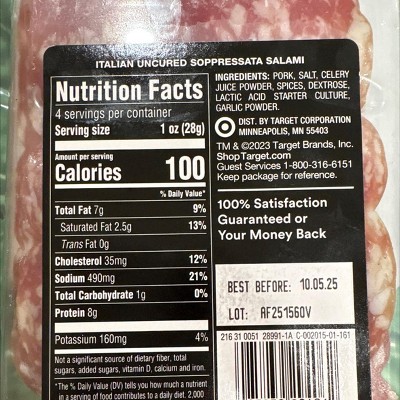 ITALIAN UNCURED SOPPRESSATA SALAMI
Nutrition Facts
4 servings per container
Serving size 1 oz (28g)
Amount per serving
Calories 100
% Daily Value*
Total Fat 7g 9%
Saturated Fat 2.5g 13%
Trans Fat 0g
Cholesterol 35mg 12%
Sodium 490mg 21%
Total Carbohydrate 1g 0%
Protein 8g
Potassium 160mg 4%
Not a significant source of dietary fiber, total
sugars, added sugars, vitamin D, calcium and iron.
*The % Daily Value (DV) tells you how much a nutrient
in a serving of food contributes to a daily diet. 2,000
INGREDIENTS: PORK, SALT, CELERY
JUICE POWDER, SPICES, DEXTROSE,
LACTIC ACID STARTER CULTURE,
GARLIC POWDER.
DIST. BY TARGET CORPORATION
MINNEAPOLIS, MN 55403
TM & ©2023 Target Brands, Inc.
ShopTarget.com
Guest Services 1-800-316-6151
Keep package for reference.
100% Satisfaction
Guaranteed or
Your Money Back
BEST BEFORE: 10.05.25
LOT: AF251560V
216 31 0051 28991-1A C-002015-01-161